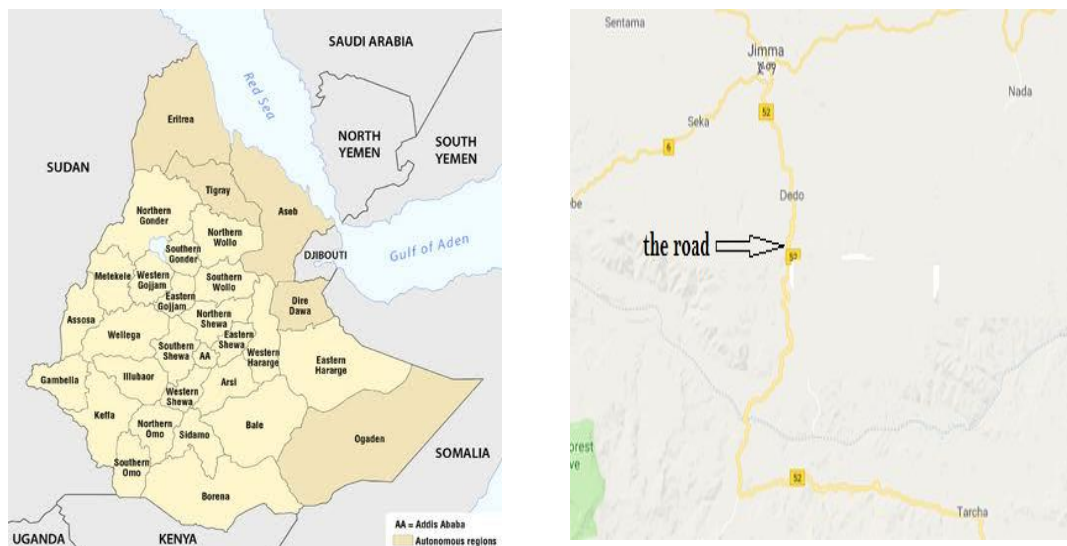 SAUDI ARABIA
Red Sea
Eritrea
NORTH
YEMEN
SOUTH
YEMEN
SUDAN
Tigray
Aseb
Northern
Gonder
Northern
Wollo
Southern
Gonder
DJIBOUTI
Gulf of Aden
Metekele
Western
Gojjam
Southern
Wollo
Eastern
Gojjam
Dire
Dawa
Assosa
Northern
Shewa
Wellega
Southern
Shewa
AA
Eastern
Shewa
Western
Hararge
Eastern
Hararge
Gambella
Illubaor
Western
Shewa
Arsi
Keffa
Northern
Omo
Sidamo
Bale
Ogaden
SOMALIA
Southern
Omo
Borena
AA = Addis Ababa
Autonomous regions
UGANDA
KENYA
Sentama
Jimma
ጅማ
Nada
52
Seka
6
Dedo
be
the road
52
orest
ve
52
Tarcha